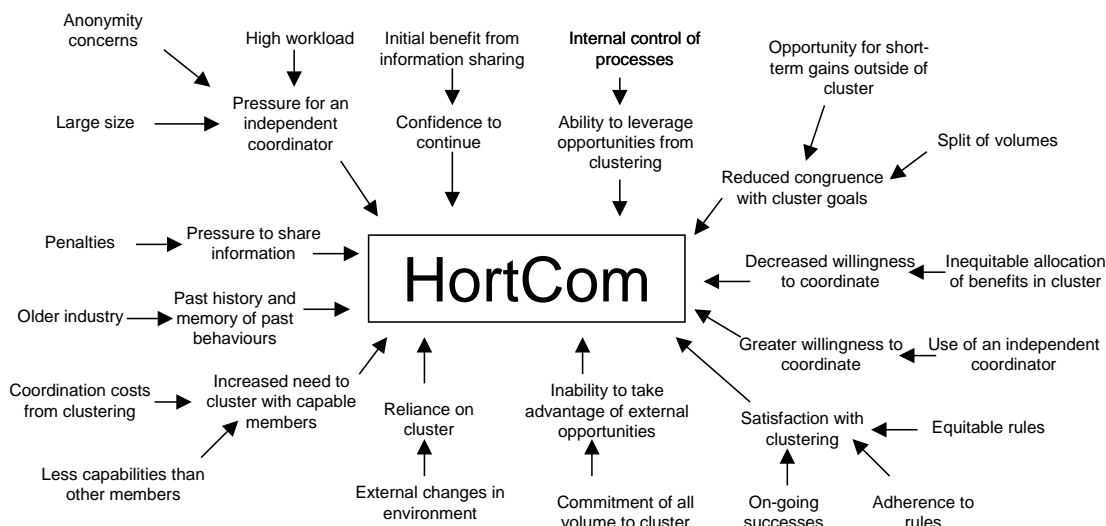 Anonymity
concerns
High workload
Initial benefit from
information sharing
Internal control of
processes
Opportunity for short-
term gains outside of
cluster
Large size
Pressure for an
independent
coordinator
Confidence to
continue
Ability to leverage
opportunities from
clustering
Split of volumes
Reduced congruence
with cluster goals
Penalties
Pressure to share
information
HortCom
Decreased willingness
to coordinate
Inequitable allocation
of benefits in cluster
Older industry
Past history and
memory of past
behaviours
Greater willingness to
coordinate
Use of an independent
coordinator
Coordination costs
from clustering
Increased need to
cluster with capable
members
Reliance on
cluster
Inability to take
advantage of external
opportunities
Satisfaction with
clustering
Equitable rules
Less capabilities than
other members
External changes in
environment
Commitment of all
volume to cluster
On-going
successes
Adherence to
rules